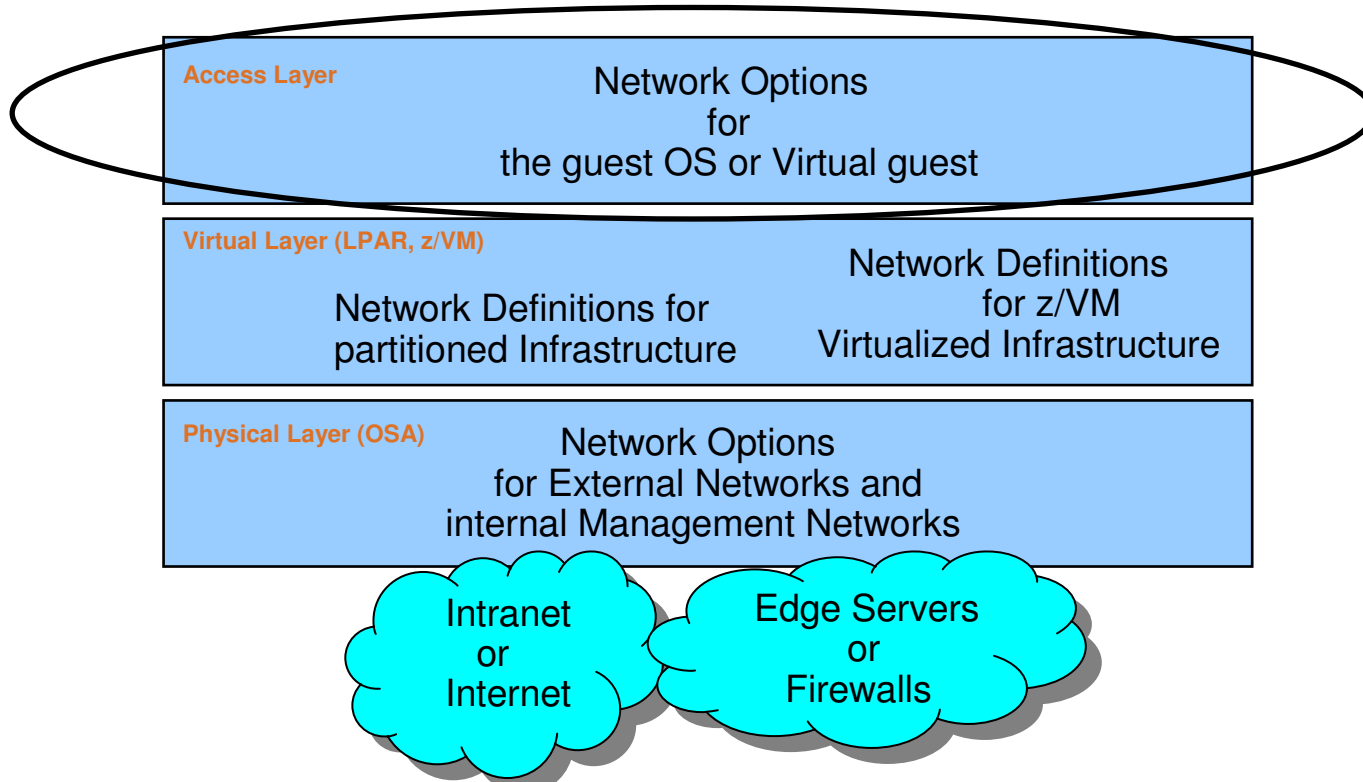 Access Layer
Network Options
for
the guest OS or Virtual guest
Virtual Layer (LPAR, z/VM)
Network Definitions for
partitioned Infrastructure
Network Definitions
for z/VM
Virtualized Infrastructure
Physical Layer (OSA)
Network Options
for External Networks and
internal Management Networks
Intranet
or
Internet
Edge Servers
or
Firewalls